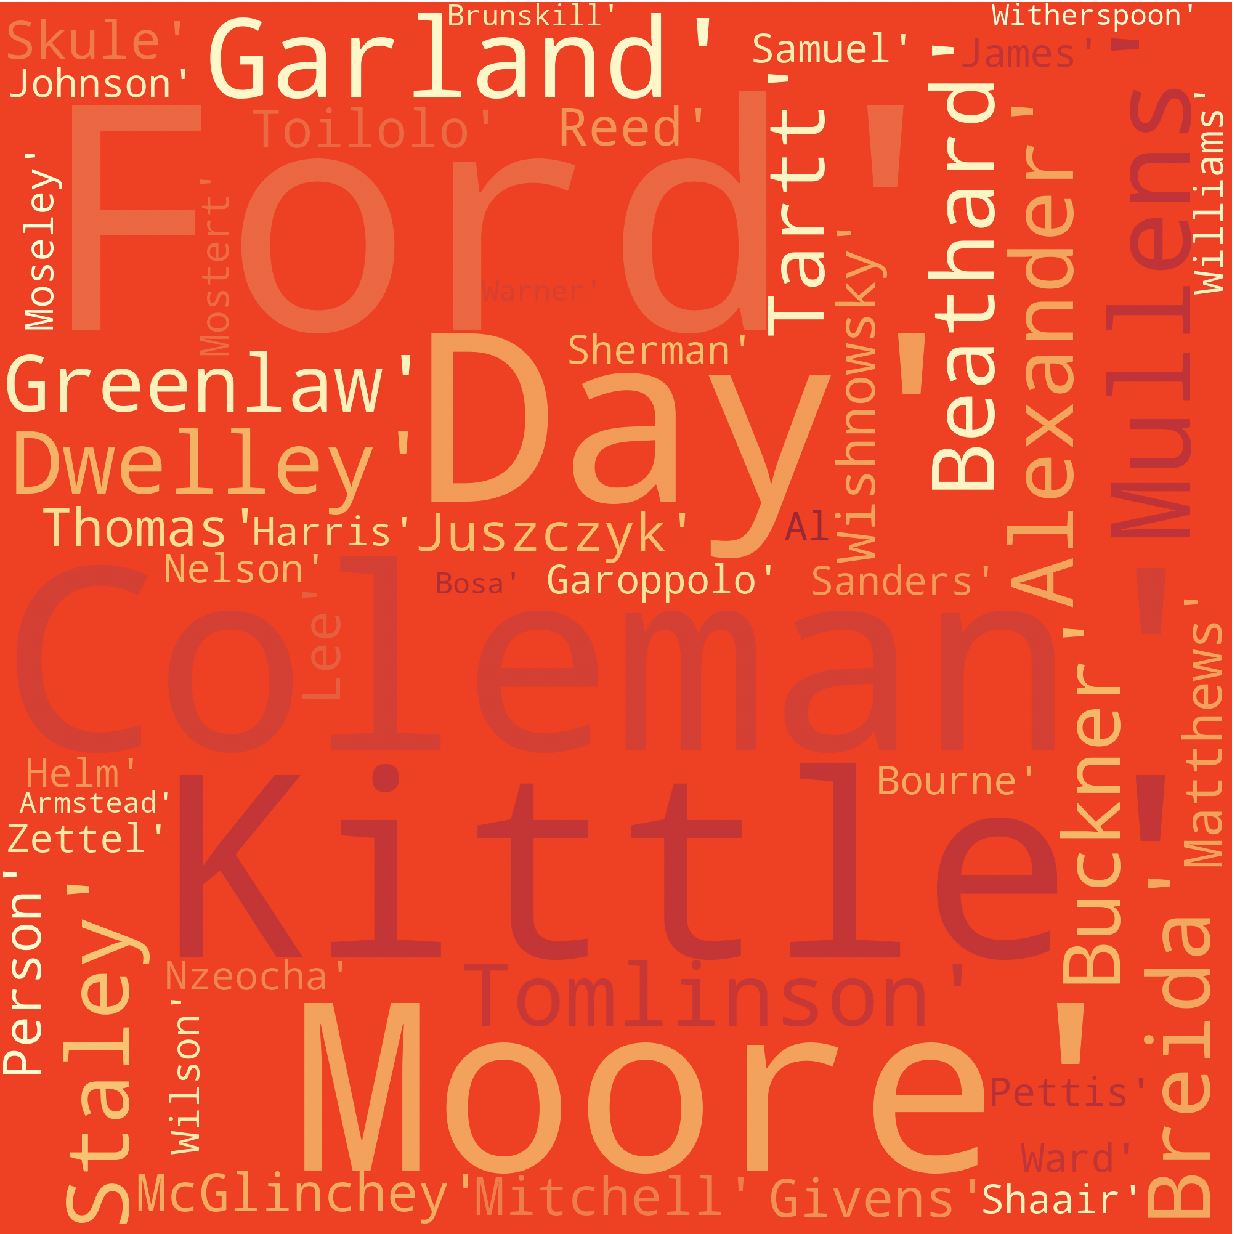 Skule'
Garland'
Brunskill'
Samuel'
Witherspoon'
James'
Johnson'
Toilolo'
Reed'
Ford'
Tartt'
Beathard'
Alexander'
Mullens'
Williams'
Moseley'
Mostert'
Warner'
Wishnowsky'
Sherman'
Greenlaw'
Day'
Dwelley'
Thomas'
Harris'
Juszczyk'
Al
Nelson'
Bosa'
Garoppolo'
Sanders'
Coleman'
Lee'
Buckner'
Matthews'
Helm'
Armstead'
Zettel'
Kittle'
Bourne'
Person'
Staley'
Nzeocha'
Tomlinson'
Breida'
Wilson'
Moore'
Pettis'
Ward'
McGlinchey'
Mitchell'
Givens'
Shaair'